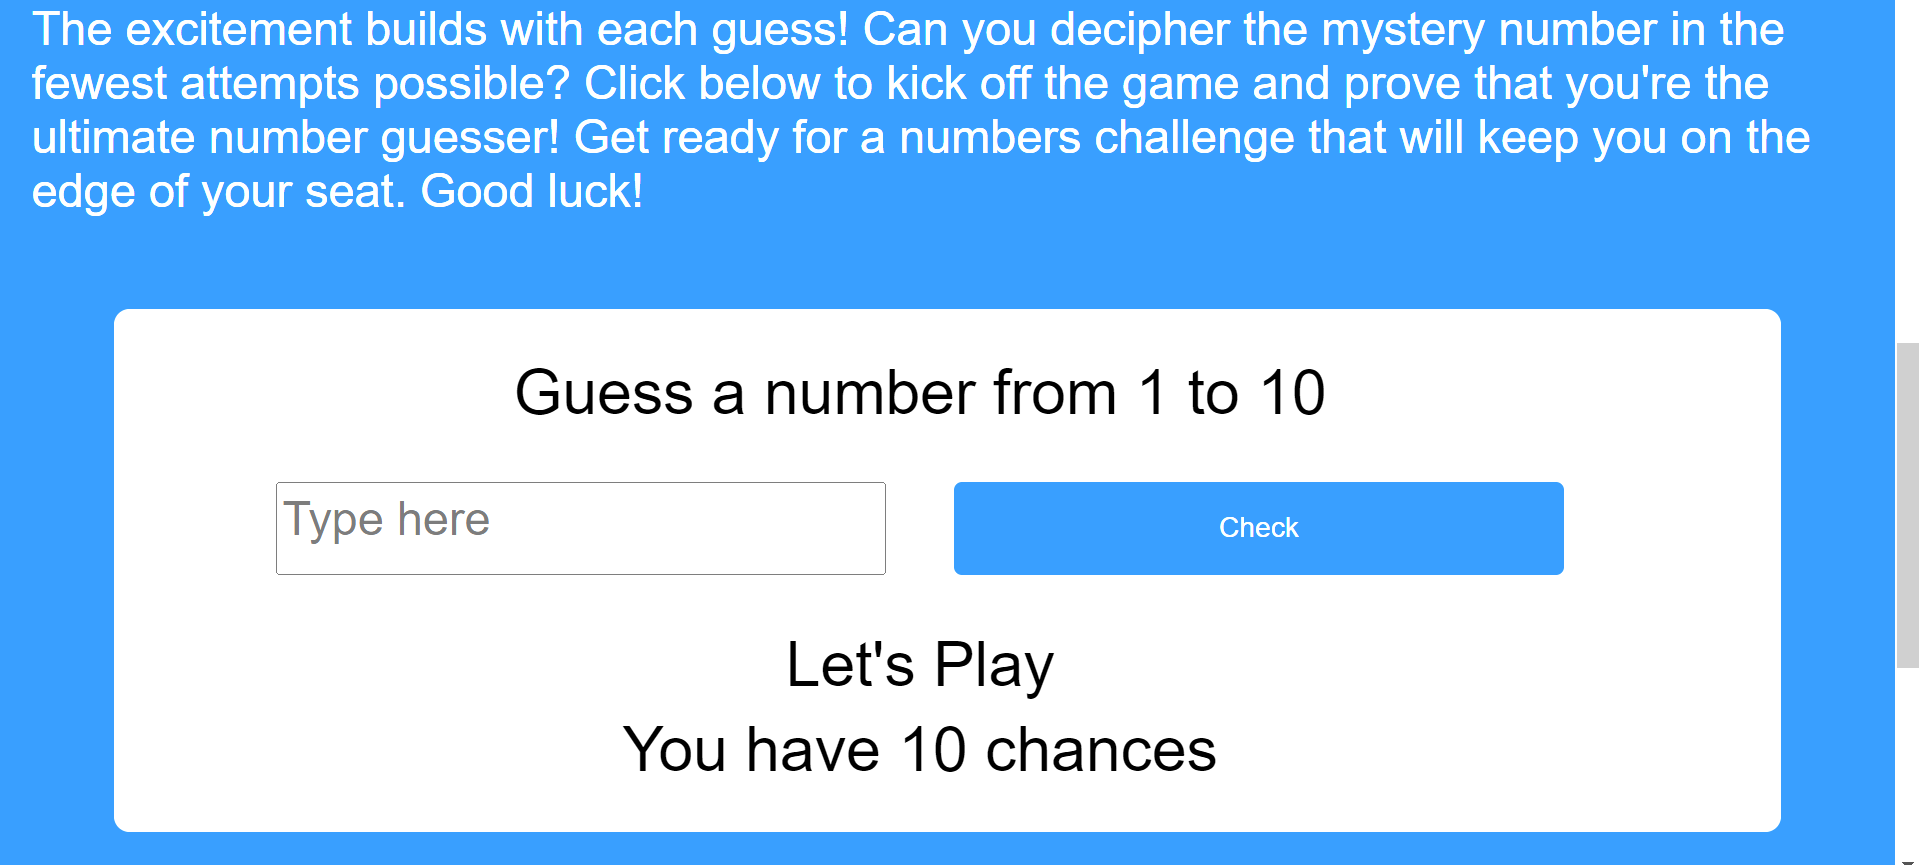 The excitement builds with each guess! Can you decipher the mystery number in the
fewest attempts possible? Click below to kick off the game and prove that you're the
ultimate number guesser! Get ready for a numbers challenge that will keep you on the
edge of your seat. Good luck!
Guess a number from 1 to 10
Type here
Check
Let's Play
You have 10 chances